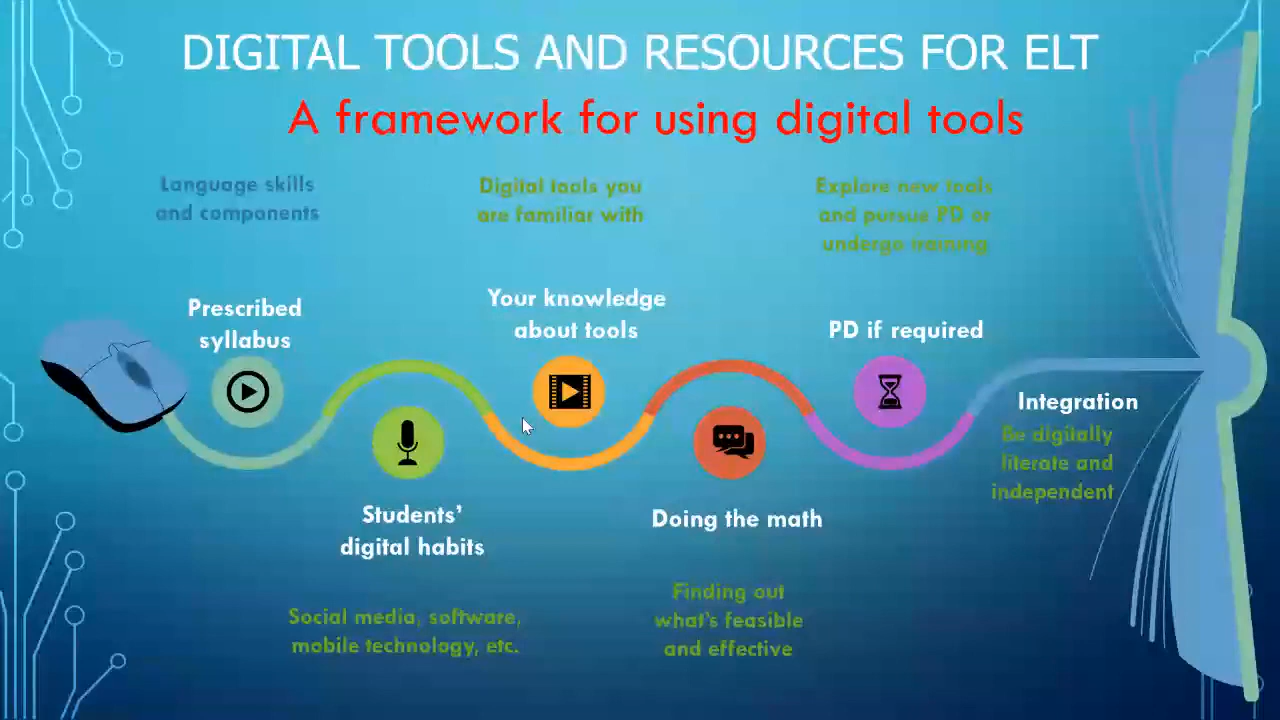 DIGITAL TOOLS AND RESOURCES FOR ELT
A framework for using digital tools
Language skills
and components
Prescribed
syllabus
Students'
digital habits
Social media, software,
mobile technology, etc.
Digital tools you
are familiar with
Your knowledge
about tools
Doing the math
Finding out
what's feasible
and effective
Explore new tools
and pursue PD or
undergo training
PD if required
Integration
Be digitally
literate and
independent